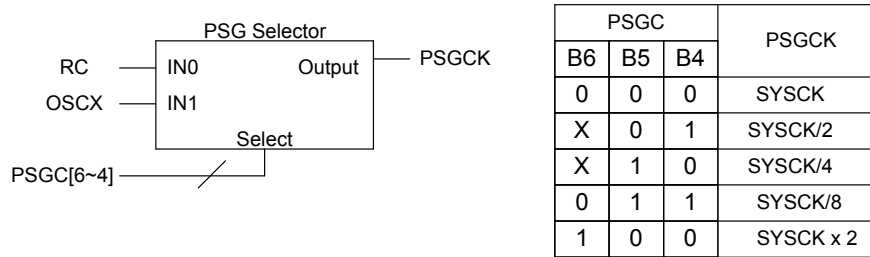 PSG Selector
RC
IN0
Output
PSGCK
OSCX
IN1
Select
PSGC[6~4]
PSGC
PSGCK
B6 B5 B4
0 0 0 SYSCK
X 0 1 SYSCK/2
X 1 0 SYSCK/4
0 1 1 SYSCK/8
1 0 0 SYSCK x 2